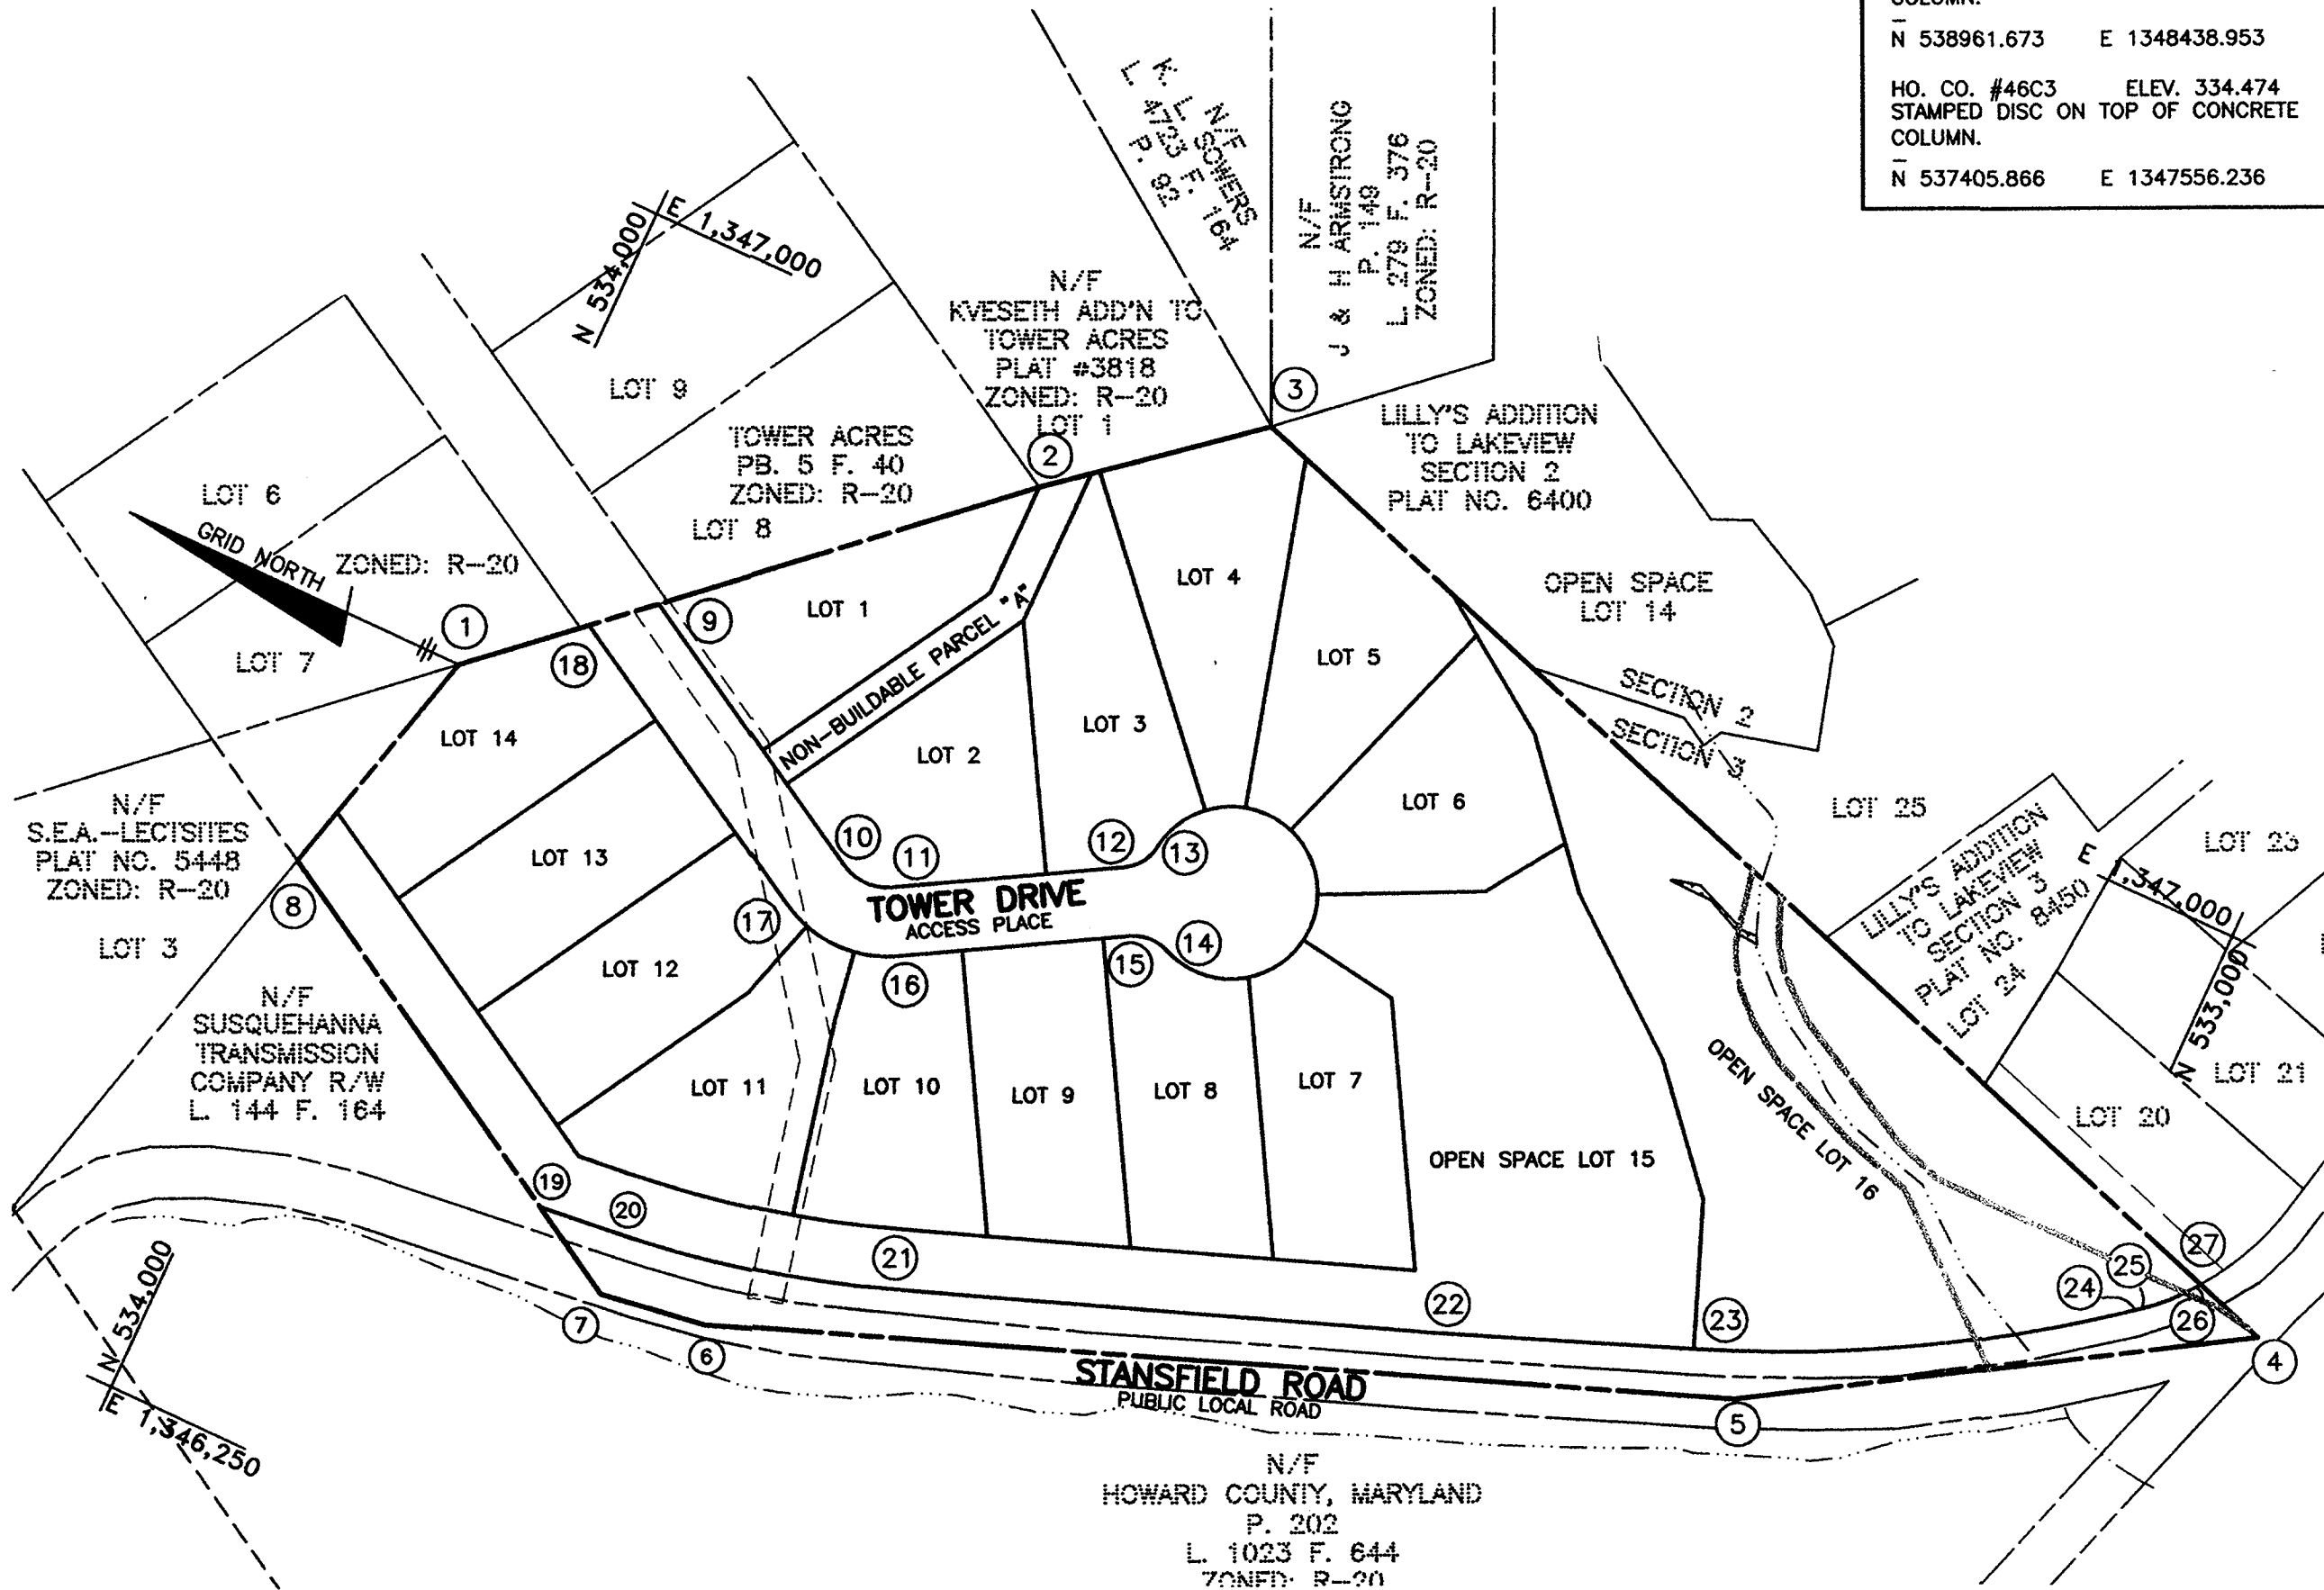 COLUMN.
N 538961.673 E 1348438.953
HO. CO. #46C3 ELEV. 334.474
STAMPED DISC ON TOP OF CONCRETE
COLUMN.
N 537405.866 E 1347556.236
N/F
K. L. SOWERS
L. 4723 F. 164
P. 92
N/F
J & H ARMSTRONG
P. 149
L. 279 F. 376
ZONED: R-20
N 534,000
E 1,347,000
N/F
KVESETH ADD'N TO
TOWER ACRES
PLAT #3818
ZONED: R-20
LOT 1
LOT 9
TOWER ACRES
PB. 5 F. 40
ZONED: R-20
LOT 8
3
2
LILLY'S ADDITION
TO LAKEVIEW
SECTION 2
PLAT NO. 6400
OPEN SPACE
LOT 14
LOT 6
GRID NORTH
ZONED: R-20
LOT 7
1
18
9
LOT 1
NON-BUILDABLE PARCEL "A"
LOT 4
LOT 5
LOT 3
LOT 2
LOT 6
SECTION 2
SECTION 3
LOT 14
LOT 13
LOT 12
LOT 11
N/F
S.E.A.-LECTSITES
PLAT NO. 5448
ZONED: R-20
8
LOT 3
N/F
SUSQUEHANNA
TRANSMISSION
COMPANY R/W
L. 144 F. 164
10
11
12
13
TOWER DRIVE
ACCESS PLACE
17
16
15
14
LOT 25
LILLY'S ADDITION
TO LAKEVIEW
SECTION 3
PLAT NO. 8450
LOT 24
E 1,347,000
N 533,000
LOT 23
LOT 21
LOT 20
LOT 10
LOT 9
LOT 8
LOT 7
OPEN SPACE LOT 15
OPEN SPACE LOT 16
19
20
21
22
23
24
25
26
27
4
7
6
5
STANSFIELD ROAD
PUBLIC LOCAL ROAD
N 534,000
E 1,346,250
N/F
HOWARD COUNTY, MARYLAND
P. 202
L. 1023 F. 644
ZONED: R-20